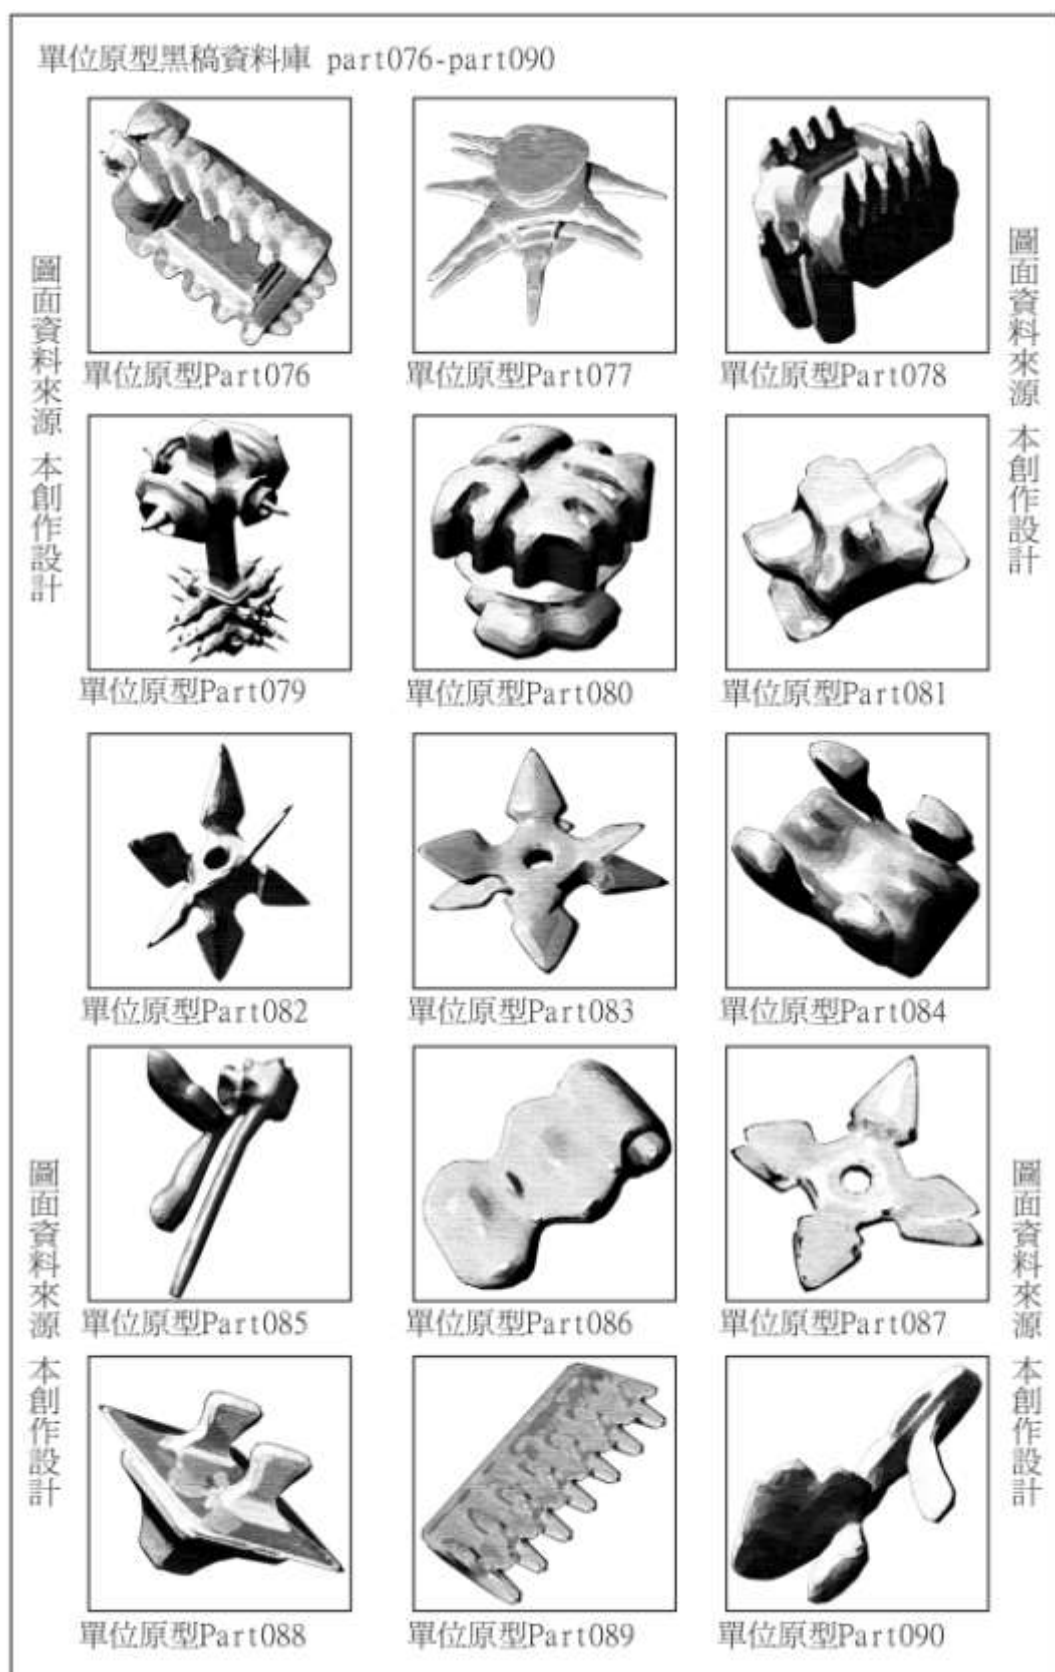 單位原型黑稿資料庫 part076-part090
單位原型Part076
單位原型Part077
單位原型Part078
圖面資料來源 本創作設計
圖面資料來源 本創作設計
單位原型Part079
單位原型Part080
單位原型Part081
單位原型Part082
單位原型Part083
單位原型Part084
單位原型Part085
單位原型Part086
單位原型Part087
圖面資料來源 本創作設計
圖面資料來源 本創作設計
單位原型Part088
單位原型Part089
單位原型Part090